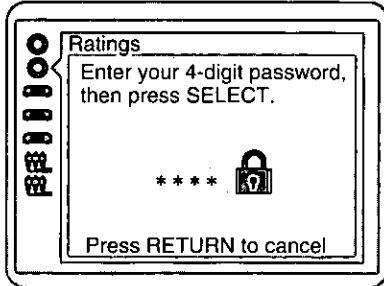 Ratings
Enter your 4-digit password,
then press SELECT.
* * * *
Press RETURN to cancel